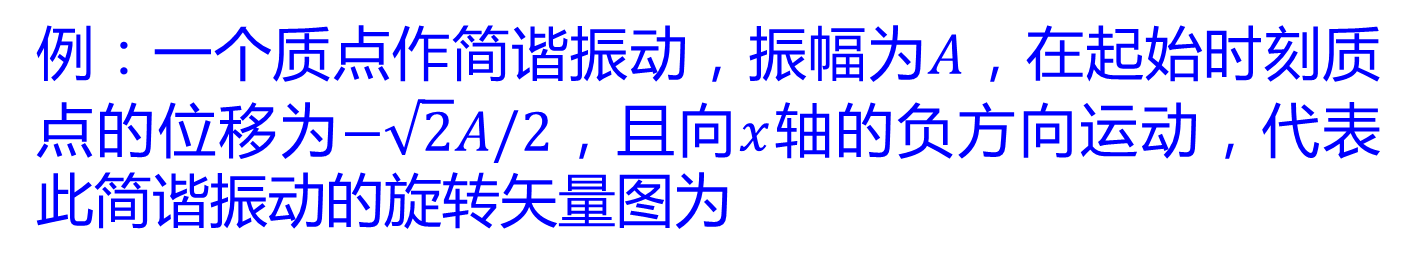 例：一个质点作简谐振动，振幅为A，在起始时刻质
点的位移为−√2A/2，且向x轴的负方向运动，代表
此简谐振动的旋转矢量图为